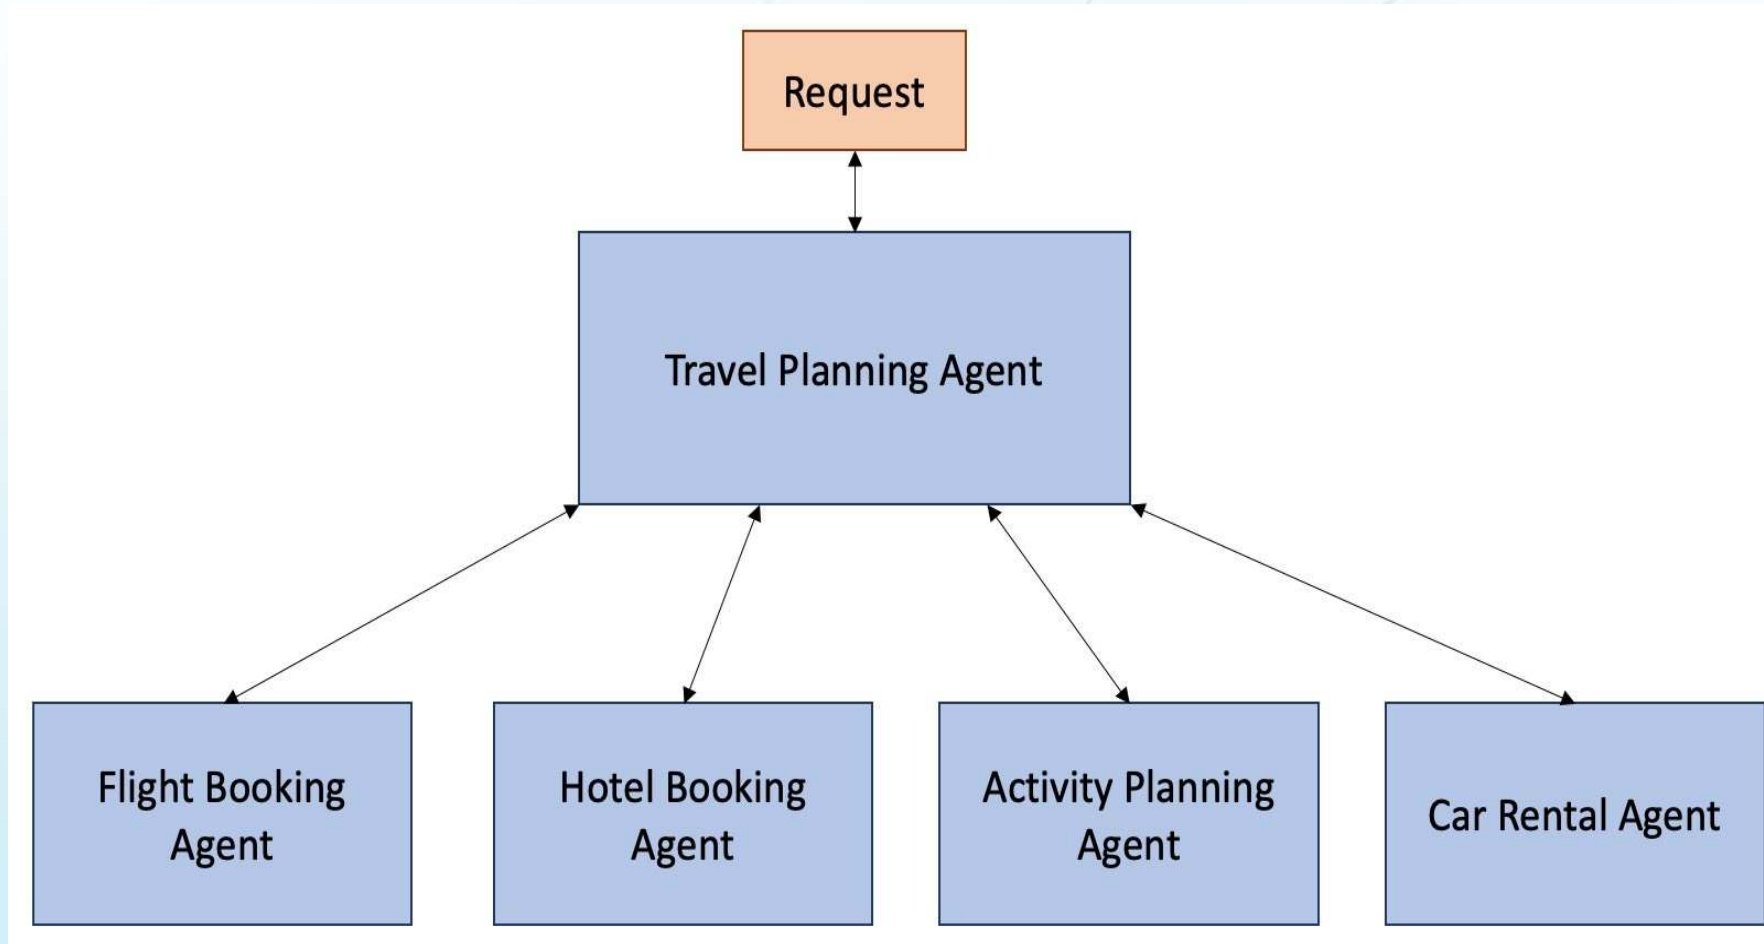 Request
Travel Planning Agent
Flight Booking
Agent
Hotel Booking
Agent
Activity Planning
Agent
Car Rental Agent